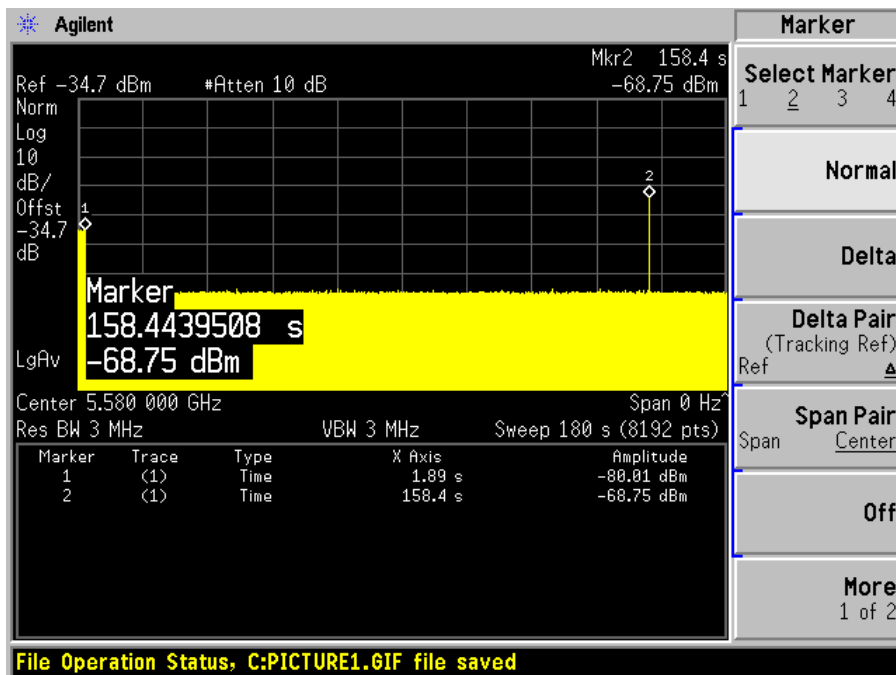 Agilent
Marker
Mkr2 158.4 s
Ref -34.7 dBm #Atten 10 dB -68.75 dBm
Norm
Log
10
dB/
Offst
-34.7
dB
LgAv
1
2
Marker
158.4439508 s
-68.75 dBm
Center 5.580 000 GHz Span 0 Hz^
Res BW 3 MHz VBW 3 MHz Sweep 180 s (8192 pts)
Marker Trace Type X Axis Amplitude
1 (1) Time 1.89 s -80.01 dBm
2 (1) Time 158.4 s -68.75 dBm
Select Marker
1 2 3 4
Normal
Delta
Delta Pair
(Tracking Ref)
Ref Δ
Span Pair
Span Center
Off
More
1 of 2
File Operation Status, C:PICTURE1.GIF file saved